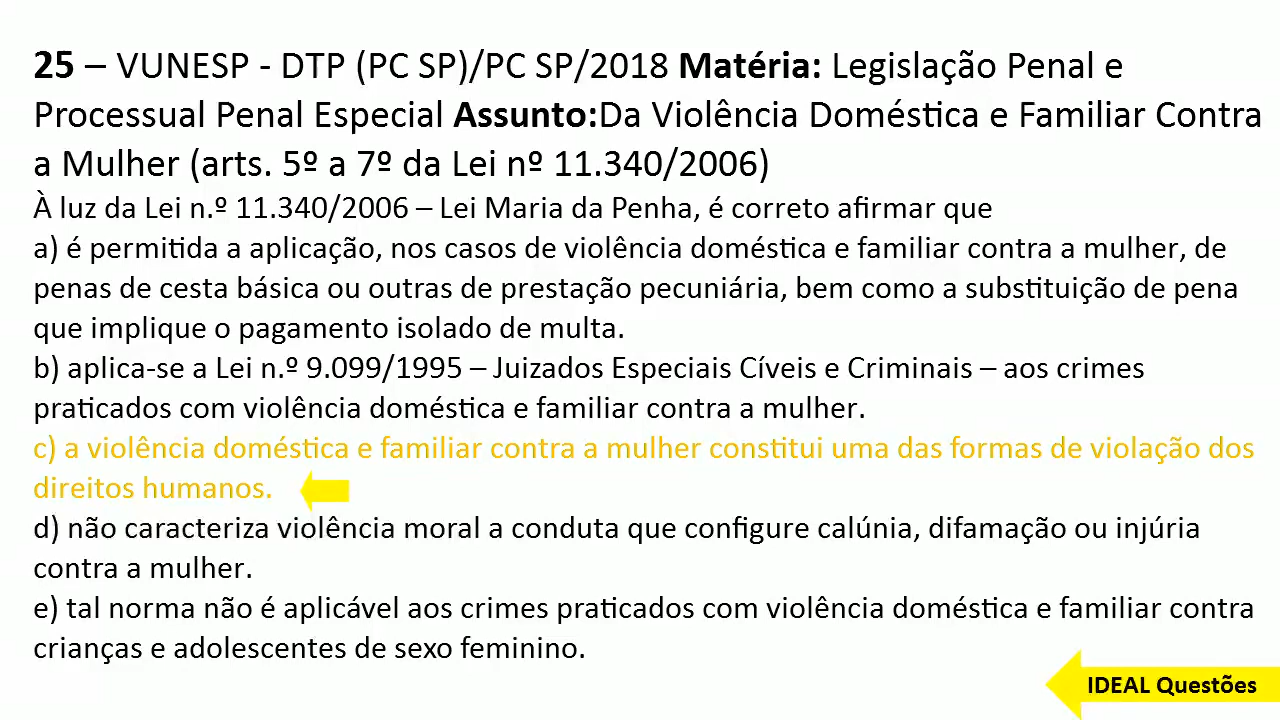 25 – VUNESP - DTP (PC SP)/PC SP/2018 Matéria: Legislação Penal e
Processual Penal Especial Assunto:Da Violência Doméstica e Familiar Contra
a Mulher (arts. 5º a 7º da Lei nº 11.340/2006)
À luz da Lei n.º 11.340/2006 – Lei Maria da Penha, é correto afirmar que
a) é permitida a aplicação, nos casos de violência doméstica e familiar contra a mulher, de
penas de cesta básica ou outras de prestação pecuniária, bem como a substituição de pena
que implique o pagamento isolado de multa.
b) aplica-se a Lei n.º 9.099/1995 – Juizados Especiais Cíveis e Criminais – aos crimes
praticados com violência doméstica e familiar contra a mulher.
c) a violência doméstica e familiar contra a mulher constitui uma das formas de violação dos
direitos humanos.
d) não caracteriza violência moral a conduta que configure calúnia, difamação ou injúria
contra a mulher.
e) tal norma não é aplicável aos crimes praticados com violência doméstica e familiar contra
crianças e adolescentes de sexo feminino.
IDEAL Questões